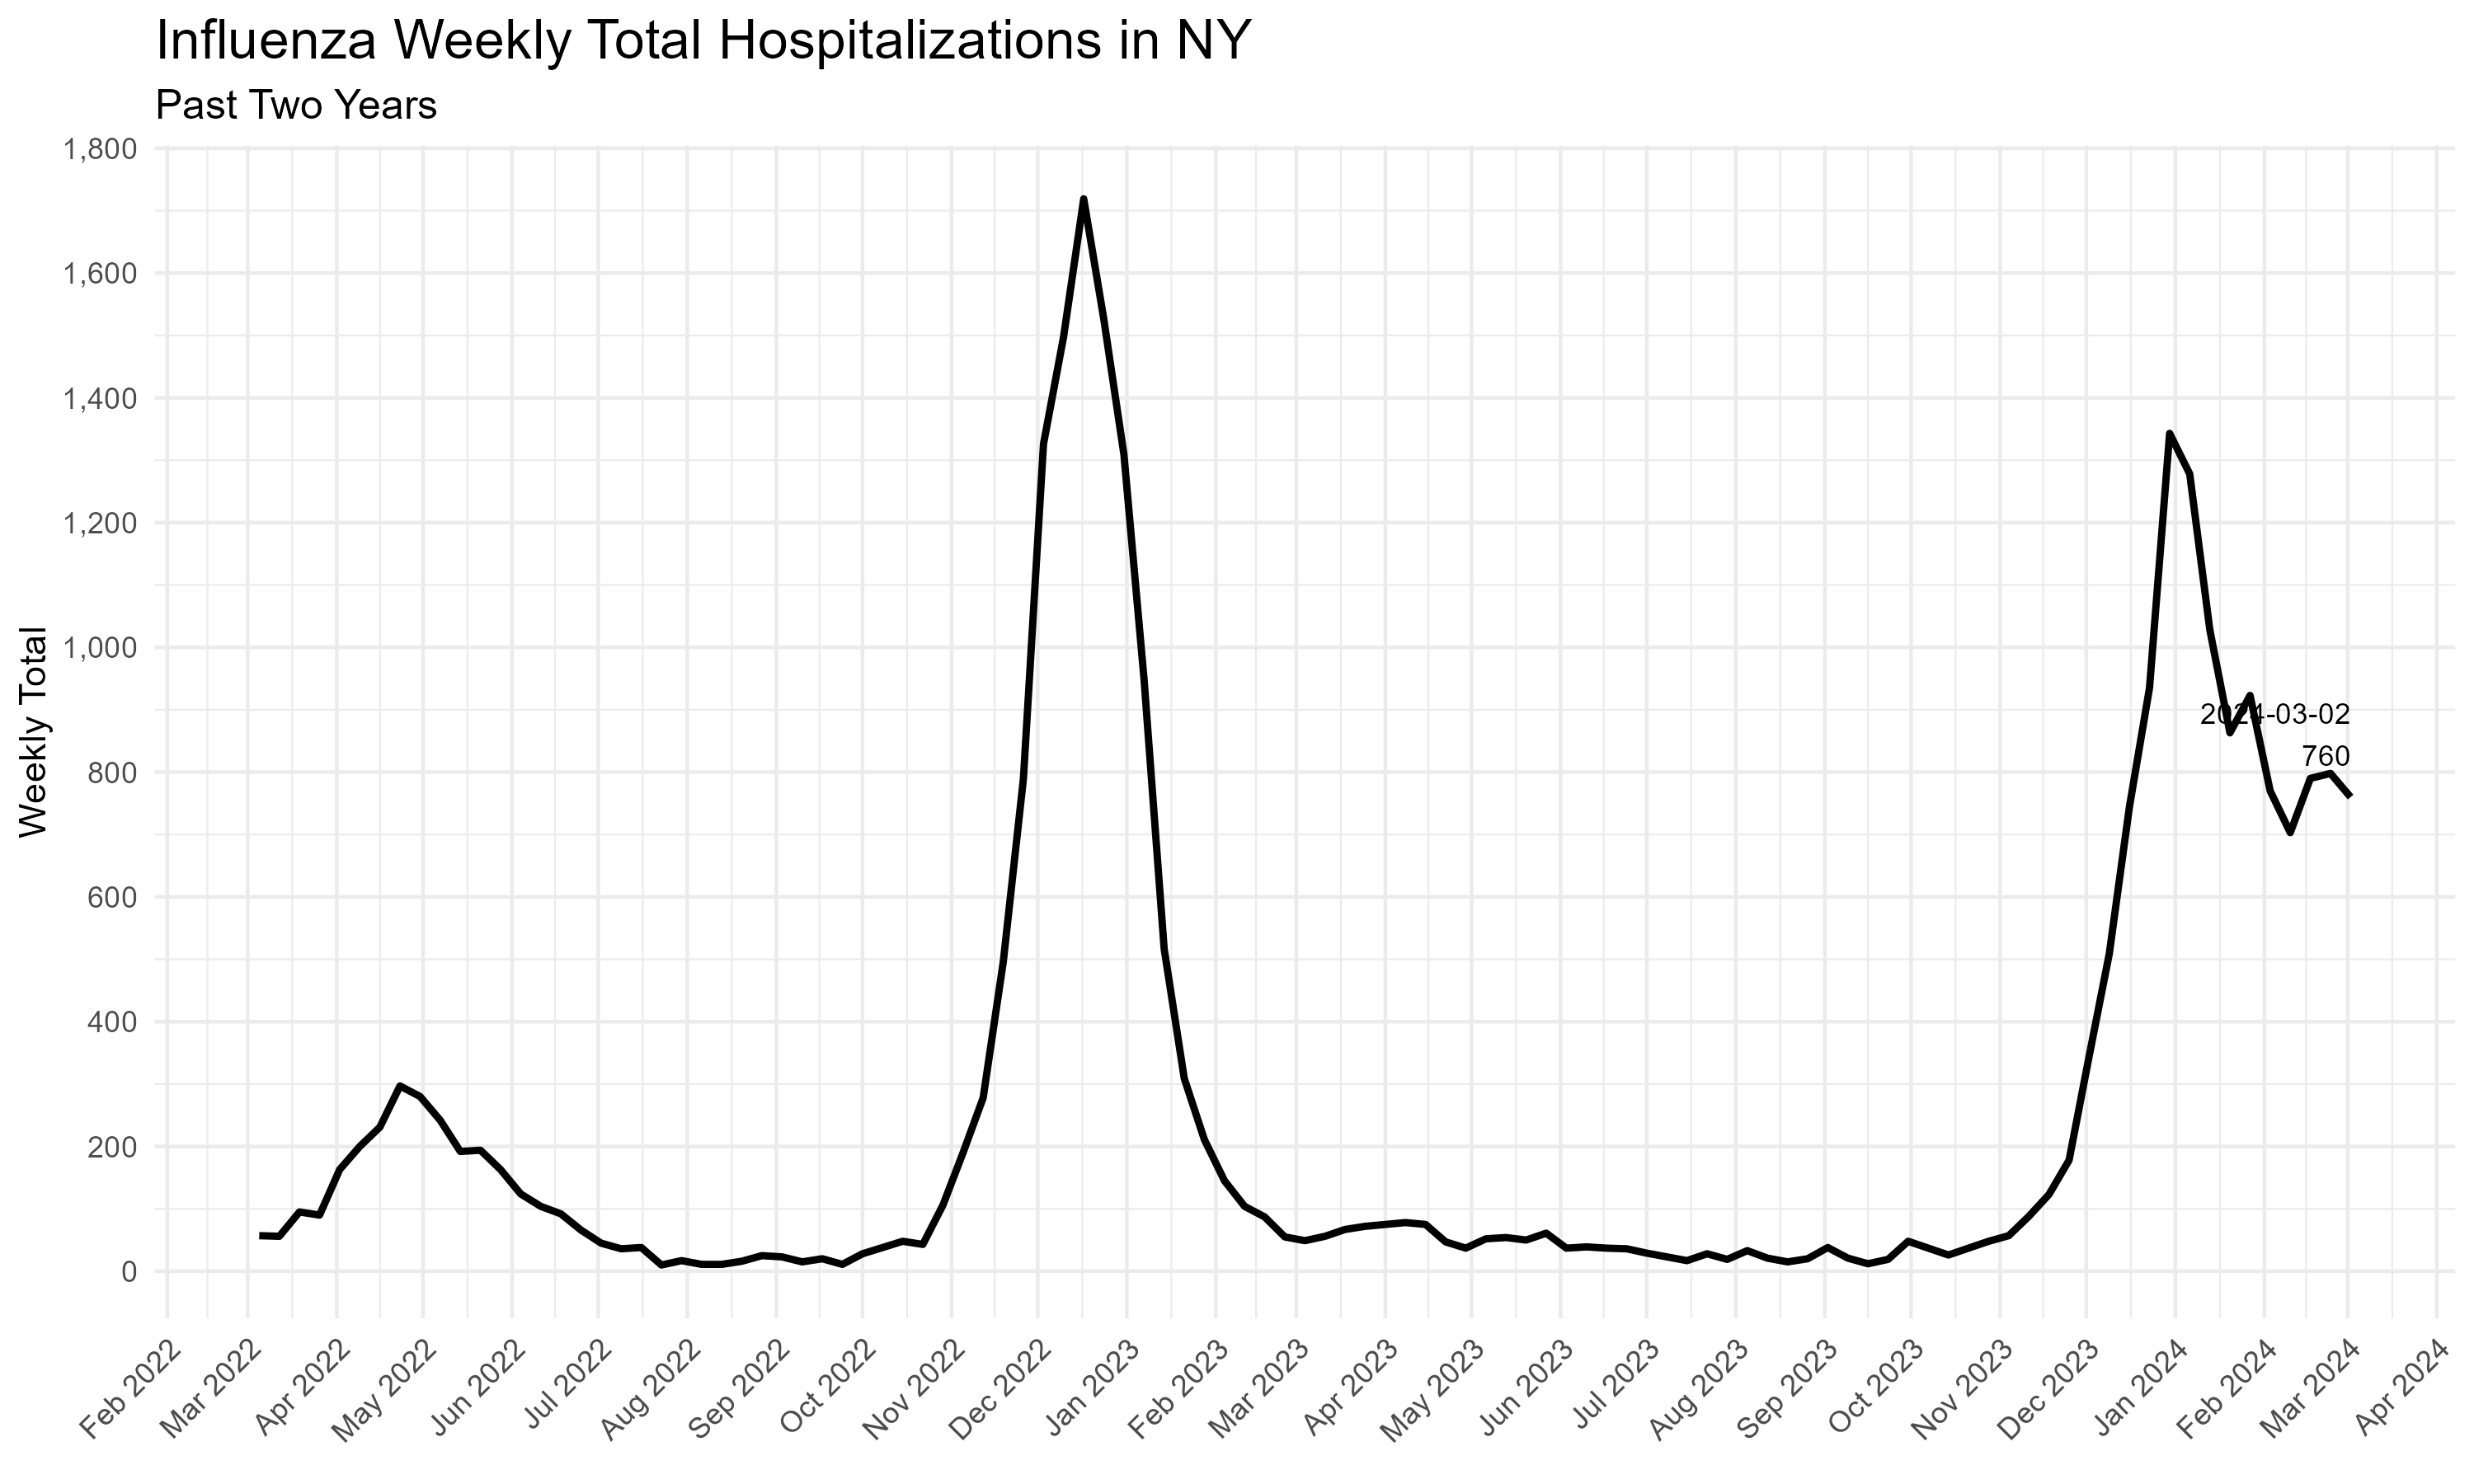 Influenza Weekly Total Hospitalizations in NY
Past Two Years
1,800
1,600
1,400
1,200
1,000
800
600
400
200
0
Weekly Total
2024-03-02
760
Feb 2022
Mar 2022
Apr 2022
May 2022
Jun 2022
Jul 2022
Aug 2022
Sep 2022
Oct 2022
Nov 2022
Dec 2022
Jan 2023
Feb 2023
Mar 2023
Apr 2023
May 2023
Jun 2023
Jul 2023
Aug 2023
Sep 2023
Oct 2023
Nov 2023
Dec 2023
Jan 2024
Feb 2024
Mar 2024
Apr 2024